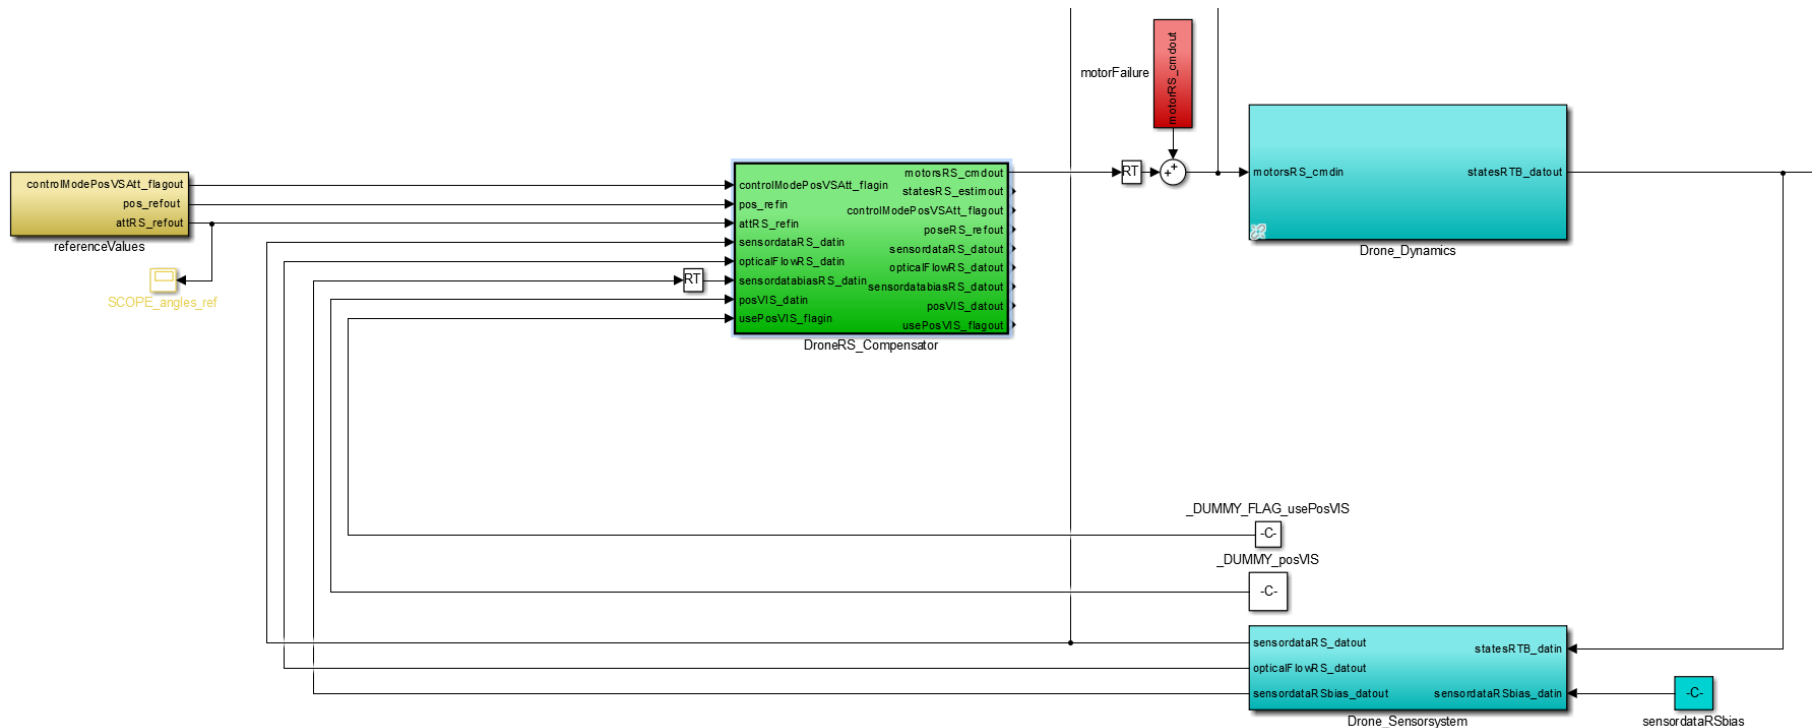 motorFailure
motorRS_cmdout
controlModePosVSAtt_flagout
pos_refout
attRS_refout
referenceValues
SCOPE_angles_ref
RT
controlModePosVSAtt_flagin
pos_refin
attRS_refin
sensordataRS_datin
opticalFlowRS_datin
sensordatabiasRS_datin
posVIS_datin
usePosVIS_flagin
motorsRS_cmdout
statesRS_estimout
controlModePosVSAtt_flagout
poseRS_refout
sensordataRS_datout
opticalFlowRS_datout
sensordatabiasRS_datout
posVIS_datout
usePosVIS_flagout
DroneRS_Compensator
RT
++
motorsRS_cmdin
statesRTB_datout
Drone_Dynamics
_DUMMY_FLAG_usePosVIS
-C-
_DUMMY_posVIS
-C-
sensordataRS_datout
opticalFlowRS_datout
sensordataRSbias_datout
statesRTB_datin
sensordataRSbias_datin
Drone_Sensorsystem
-C-
sensordataRSbias